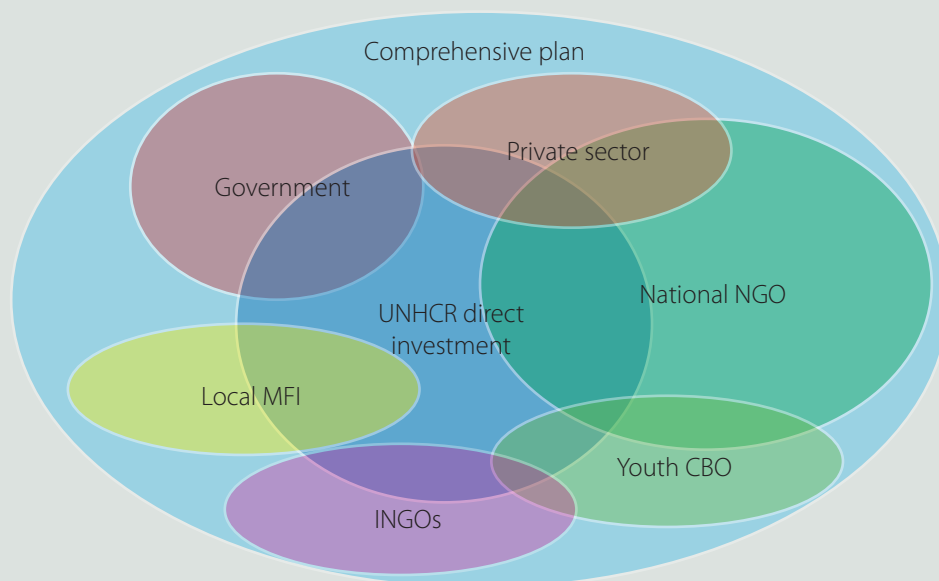 Comprehensive plan
Private sector
Government
National NGO
UNHCR direct
investment
Local MFI
Youth CBO
INGOs